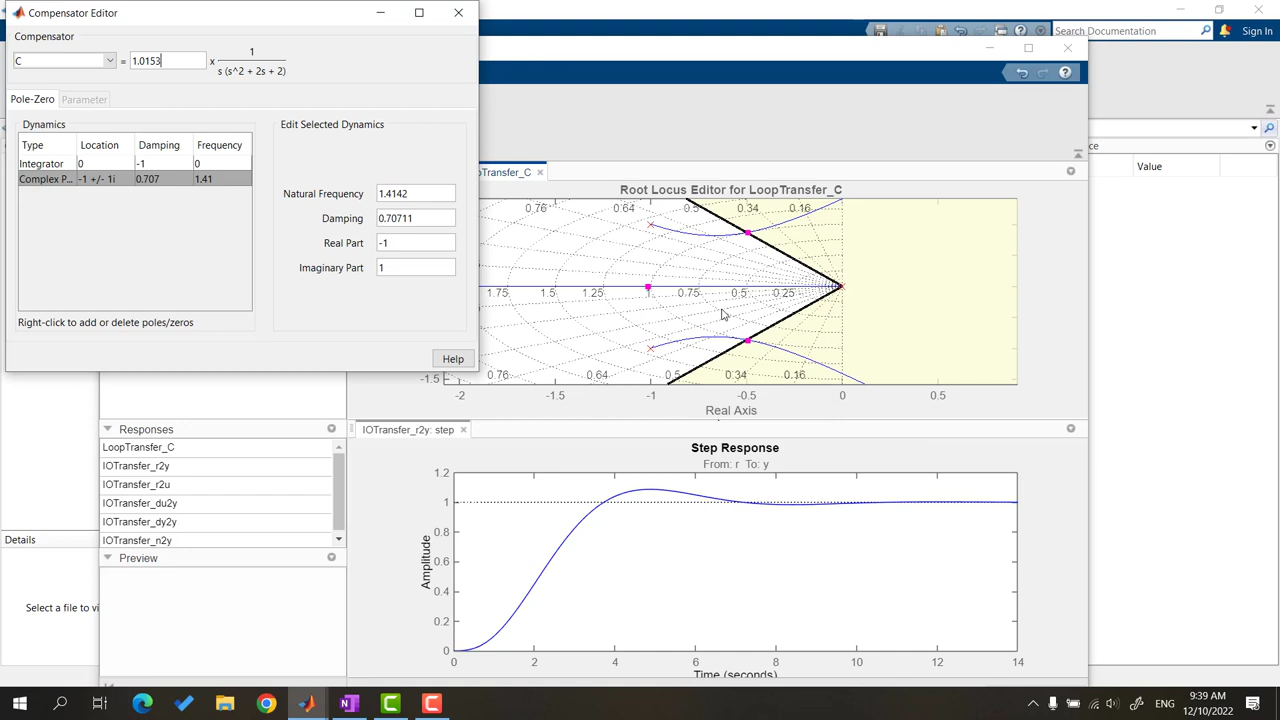 Compensator Editor
Compensator
C
= 1.0153 x 1
s (s^2 + 2s + 2)
Pole-Zero
Parameter
Dynamics
Type Location Damping Frequency
Integrator 0 -1 0
Complex P... -1 +/- 1i 0.707 1.41
Right-click to add or delete poles/zeros
Edit Selected Dynamics
Natural Frequency 1.4142
Damping 0.70711
Real Part -1
Imaginary Part 1
Help
Search Documentation
Sign In
ce
Value
Transfer_C
Root Locus Editor for LoopTransfer_C
0.76 0.64 0.5 0.34 0.16
1.75 1.5 1.25 1 0.75 0.5 0.25
0.76 0.64 0.5 0.34 0.16
-1.5
-2 -1.5 -1 -0.5 0 0.5
Real Axis
Responses
LoopTransfer_C
IOTransfer_r2y
IOTransfer_r2u
IOTransfer_du2y
IOTransfer_dy2y
IOTransfer_n2y
Preview
Details
Select a file to vi
IOTransfer_r2y: step
Step Response
From: r To: y
Amplitude
1.2
1
0.8
0.6
0.4
0.2
0
0 2 4 6 8 10 12 14
Time (seconds)
ENG
9:39 AM
12/10/2022